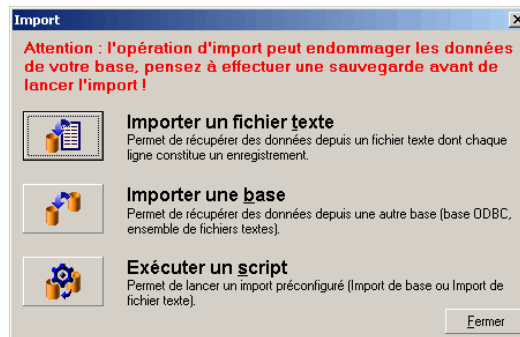 Import
Attention : l'opération d'import peut endommager les données
de votre base, pensez à effectuer une sauvegarde avant de
lancer l'import !
Importer un fichier texte
Permet de récupérer des données depuis un fichier texte dont chaque
ligne constitue un enregistrement.
Importer une base
Permet de récupérer des données depuis une autre base (base ODBC,
ensemble de fichiers textes).
Exécuter un script
Permet de lancer un import préconfiguré (Import de base ou Import de
fichier texte).
Fermer